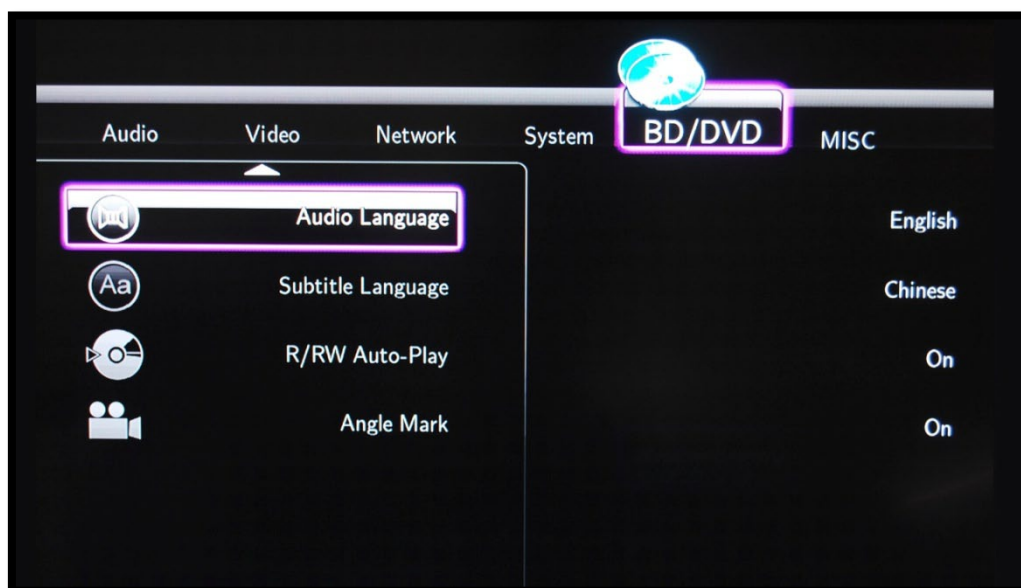 Audio Video Network System BD/DVD MISC
Audio Language English
Aa Subtitle Language Chinese
R/RW Auto-Play On
Angle Mark On